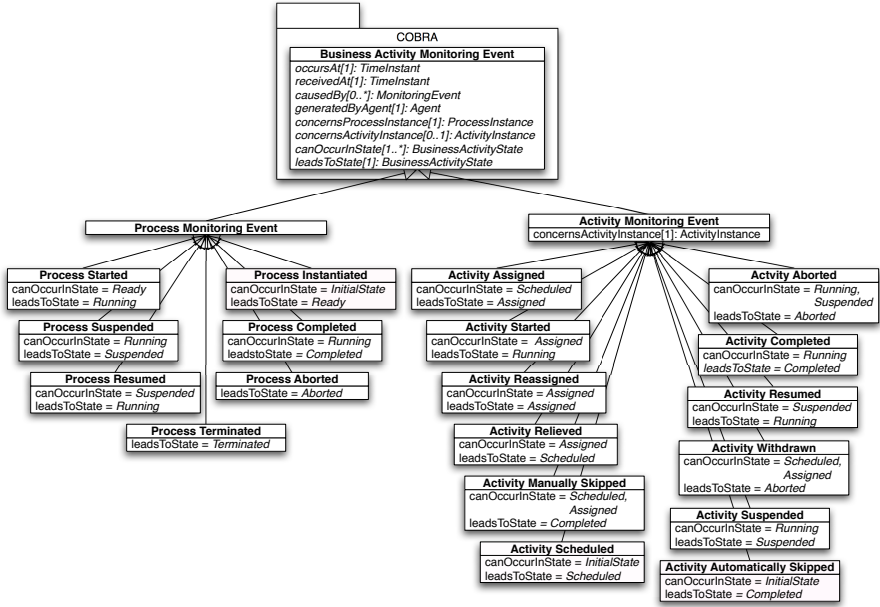 COBRA
Business Activity Monitoring Event
occursAt[1]: TimeInstant
receivedAt[1]: TimeInstant
causedBy[0..*]: MonitoringEvent
generatedByAgent[1]: Agent
concernsProcessInstance[1]: ProcessInstance
concernsActivityInstance[0..1]: ActivityInstance
canOccurInState[1..*]: BusinessActivityState
leadsToState[1]: BusinessActivityState
Process Monitoring Event
Process Started
canOccurInState = Ready
leadsToState = Running
Process Instantiated
canOccurInState = InitialState
leadsToState = Ready
Process Suspended
canOccurInState = Running
leadsToState = Suspended
Process Completed
canOccurInState = Running
leadstoState = Completed
Process Resumed
canOccurInState = Suspended
leadsToState = Running
Process Aborted
leadsToState = Aborted
Process Terminated
leadsToState = Terminated
Activity Monitoring Event
concernsActivityInstance[1]: ActivityInstance
Activity Assigned
canOccurInState = Scheduled
leadsToState = Assigned
Activity Started
canOccurInState = Assigned
leadsToState = Running
Activity Reassigned
canOccurInState = Assigned
leadsToState = Assigned
Activity Relieved
canOccurInState = Assigned
leadsToState = Scheduled
Activity Manually Skipped
canOccurInState = Scheduled,
Assigned
leadsToState = Completed
Activity Scheduled
canOccurInState = InitialState
leadsToState = Scheduled
Activity Aborted
canOccurInState = Running,
Suspended
leadsToState = Aborted
Activity Completed
canOccurInState = Running
leadsToState = Completed
Activity Resumed
canOccurInState = Suspended
leadsToState = Running
Activity Withdrawn
canOccurInState = Scheduled,
Assigned
leadsToState = Aborted
Activity Suspended
canOccurInState = Running
leadsToState = Suspended
Activity Automatically Skipped
canOccurInState = InitialState
leadsToState = Completed